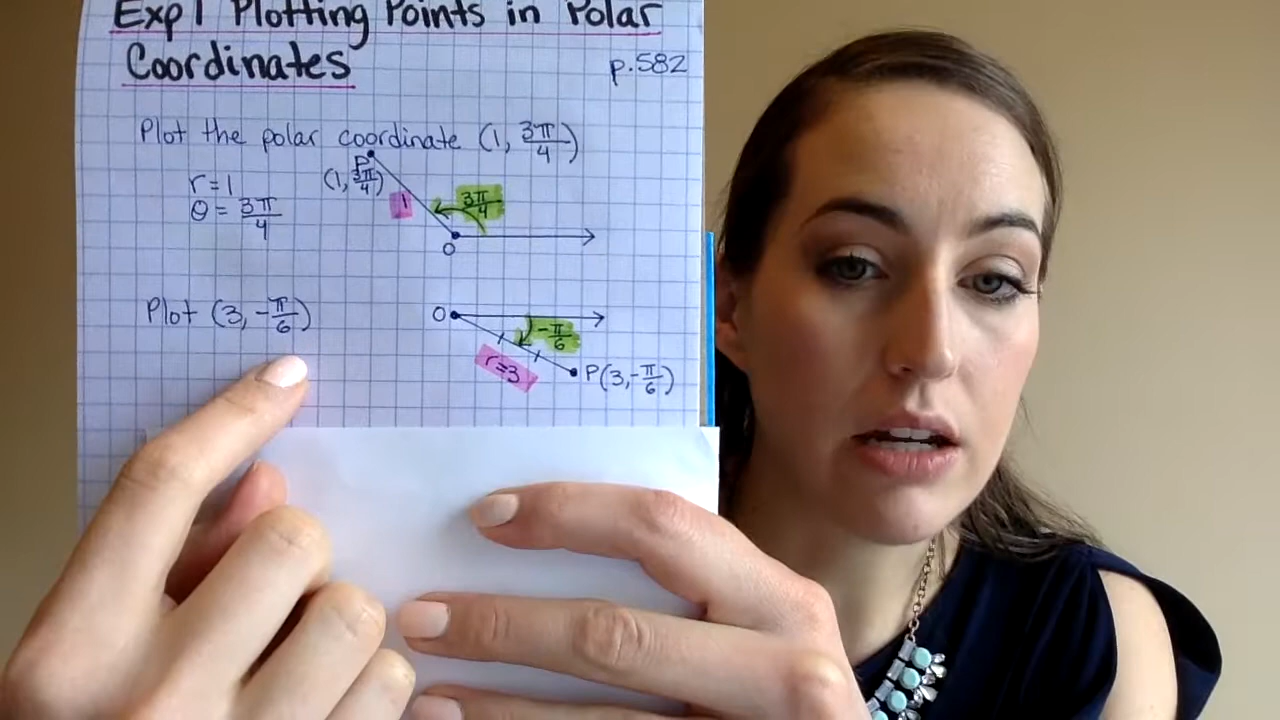 Exp 1 Plotting Points in Polar
Coordinates
p.582
Plot the polar coordinate (1, 3π/4)
r=1
θ = 3π/4
P
(1, 3π/4)
1
3π/4
O
Plot (3, -π/6)
O
-π/6
r=3
P(3, -π/6)